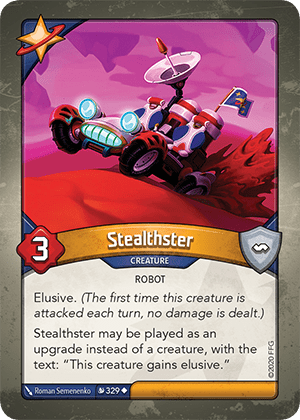 Stealthster
3
CREATURE
ROBOT
Elusive. (The first time this creature is
attacked each turn, no damage is dealt.)
Stealthster may be played as an
upgrade instead of a creature, with the
text: “This creature gains elusive.”
©2020 FFG
Roman Semenenko
329